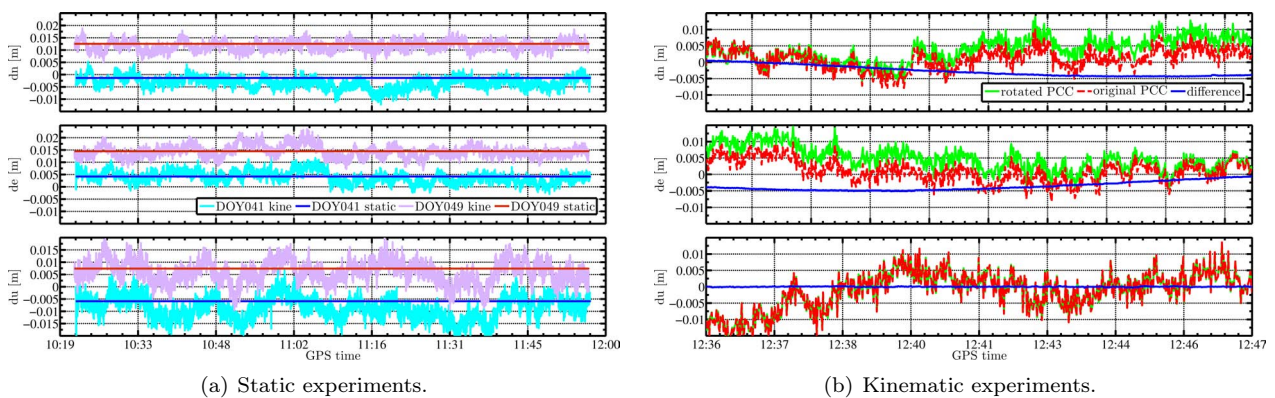 dn [m]
0.02
0.015
0.01
0.005
0
−0.005
−0.01
de [m]
0.02
0.015
0.01
0.005
0
−0.005
−0.01
DOY041 kine DOY041 static DOY049 kine DOY049 static
du [m]
0.015
0.01
0.005
0
−0.005
−0.01
−0.015
10:19 10:33 10:48 11:02 11:16 11:31 11:45 12:00
GPS time
(a) Static experiments.
dn [m]
0.01
0.005
0
−0.005
−0.01
rotated PCC original PCC difference
de [m]
0.01
0.005
0
−0.005
−0.01
du [m]
0.01
0.005
0
−0.005
−0.01
12:36 12:37 12:38 12:40 12:41 12:43 12:44 12:46 12:47
GPS time
(b) Kinematic experiments.